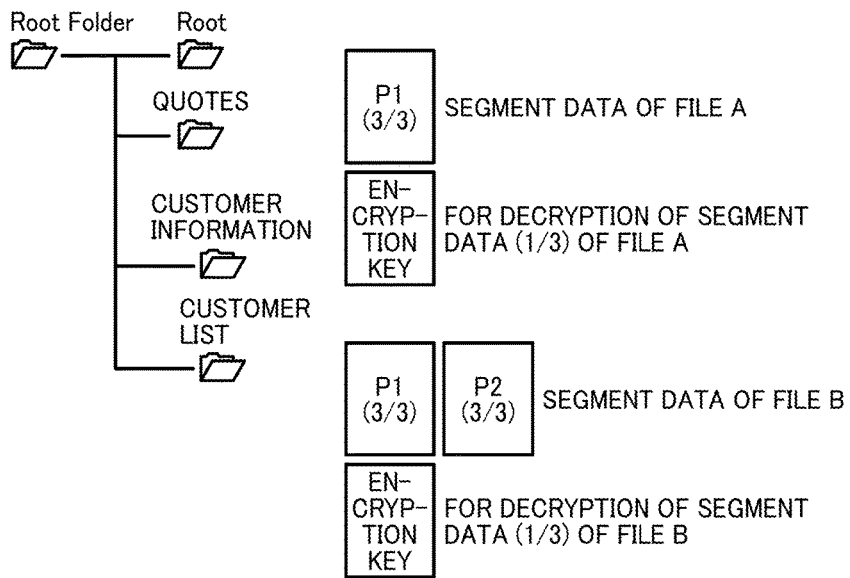 Root Folder
Root
QUOTES
CUSTOMER
INFORMATION
CUSTOMER
LIST
P1
(3/3)
SEGMENT DATA OF FILE A
EN-
CRYP-
TION
KEY
FOR DECRYPTION OF SEGMENT
DATA (1/3) OF FILE A
P1
(3/3)
P2
(3/3)
SEGMENT DATA OF FILE B
EN-
CRYP-
TION
KEY
FOR DECRYPTION OF SEGMENT
DATA (1/3) OF FILE B